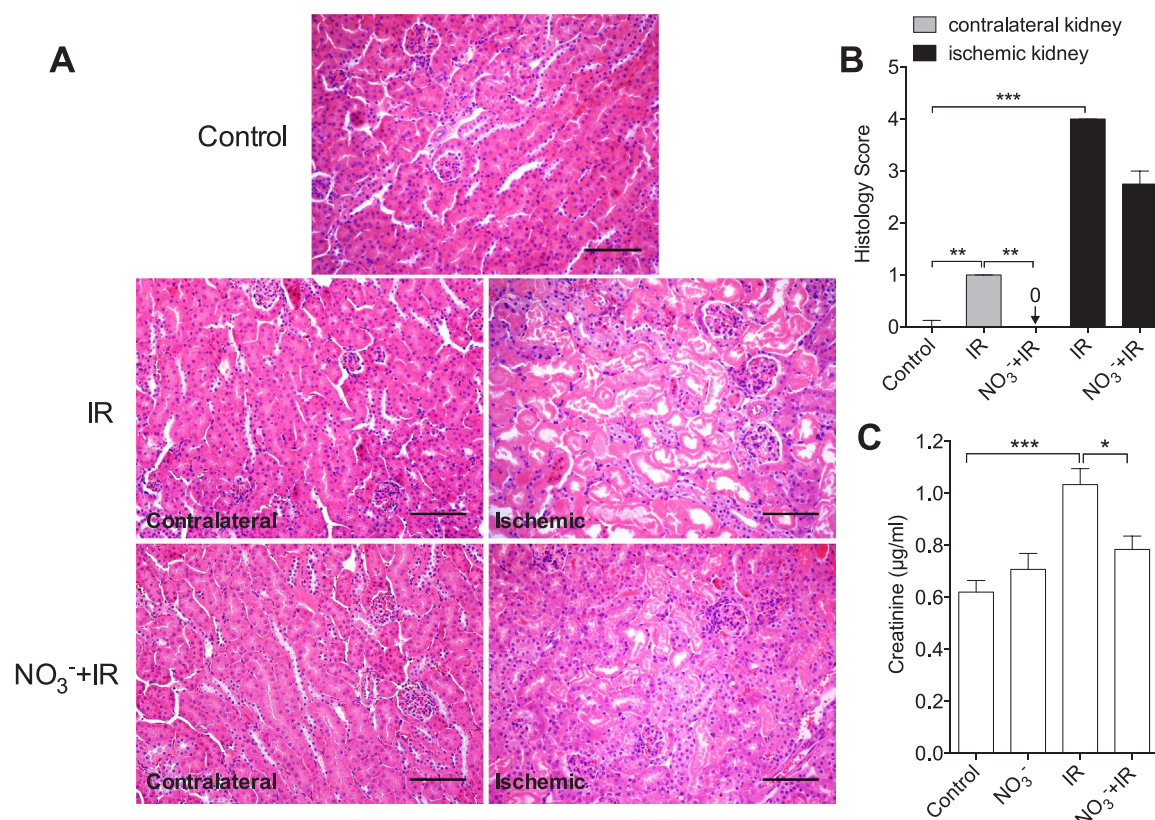 A
Control
IR
Contralateral
Ischemic
NO₃⁻+IR
Contralateral
Ischemic
contralateral kidney
ischemic kidney
B
Histology Score
5
4
3
2
1
0
***
**
**
0
Control
IR
NO₃⁻+IR
IR
NO₃⁻+IR
C
Creatinine (µg/ml)
1.2
1.0
0.8
0.6
0.4
0.2
0.0
***
*
Control
NO₃⁻
IR
NO₃⁻+IR